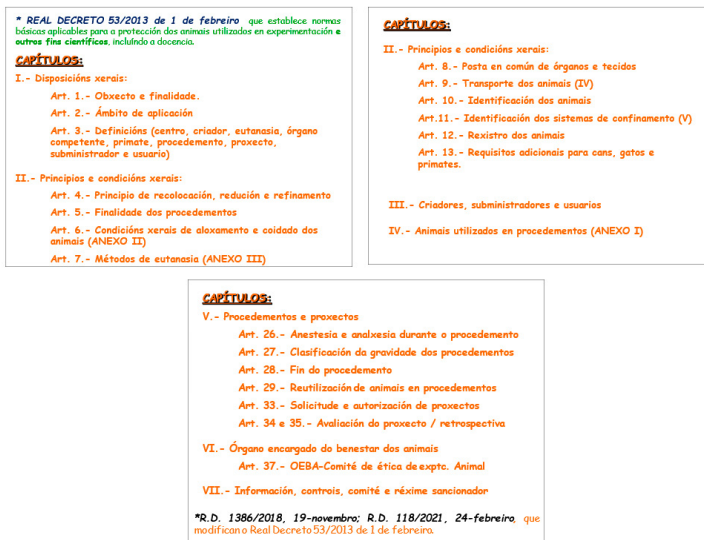 * REAL DECRETO 53/2013 de 1 de febreiro que establece normas
básicas aplicables para a protección dos animais utilizados en experimentación e
outros fins científicos, incluíndo a docencia.
CAPÍTULOS:
I.- Disposicións xerais:
Art. 1.- Obxecto e finalidade.
Art. 2.- Ámbito de aplicación
Art. 3.- Definicións (centro, criador, eutanasia, órgano
competente, primate, procedemento, proxecto,
subministrador e usuario)
II.- Principios e condicións xerais:
Art. 4.- Principio de recolocación, redución e refinamento
Art. 5.- Finalidade dos procedementos
Art. 6.- Condicións xerais de aloxamento e coidado dos
animais (ANEXO II)
Art. 7.- Métodos de eutanasia (ANEXO III)
CAPÍTULOS:
II.- Principios e condicións xerais:
Art. 8.- Posta en común de órganos e tecidos
Art. 9.- Transporte dos animais (IV)
Art. 10.- Identificación dos animais
Art.11.- Identificación dos sistemas de confinamento (V)
Art. 12.- Rexistro dos animais
Art. 13.- Requisitos adicionais para cans, gatos e
primates.
III.- Criadores, subministradores e usuarios
IV.- Animais utilizados en procedementos (ANEXO I)
CAPÍTULOS:
V.- Procedementos e proxectos
Art. 26.- Anestesia e analxesia durante o procedemento
Art. 27.- Clasificación da gravidade dos procedementos
Art. 28.- Fin do procedemento
Art. 29.- Reutilización de animais en procedementos
Art. 33.- Solicitude e autorización de proxectos
Art. 34 e 35.- Avaliación do proxecto / retrospectiva
VI.- Órgano encargado do benestar dos animais
Art. 37.- OEBA-Comité de ética de exptc. Animal
VII.- Información, controis, comité e réxime sancionador
*R.D. 1386/2018, 19-novembro; R.D. 118/2021, 24-febreiro, que
modifican o Real Decreto 53/2013 de 1 de febreiro.